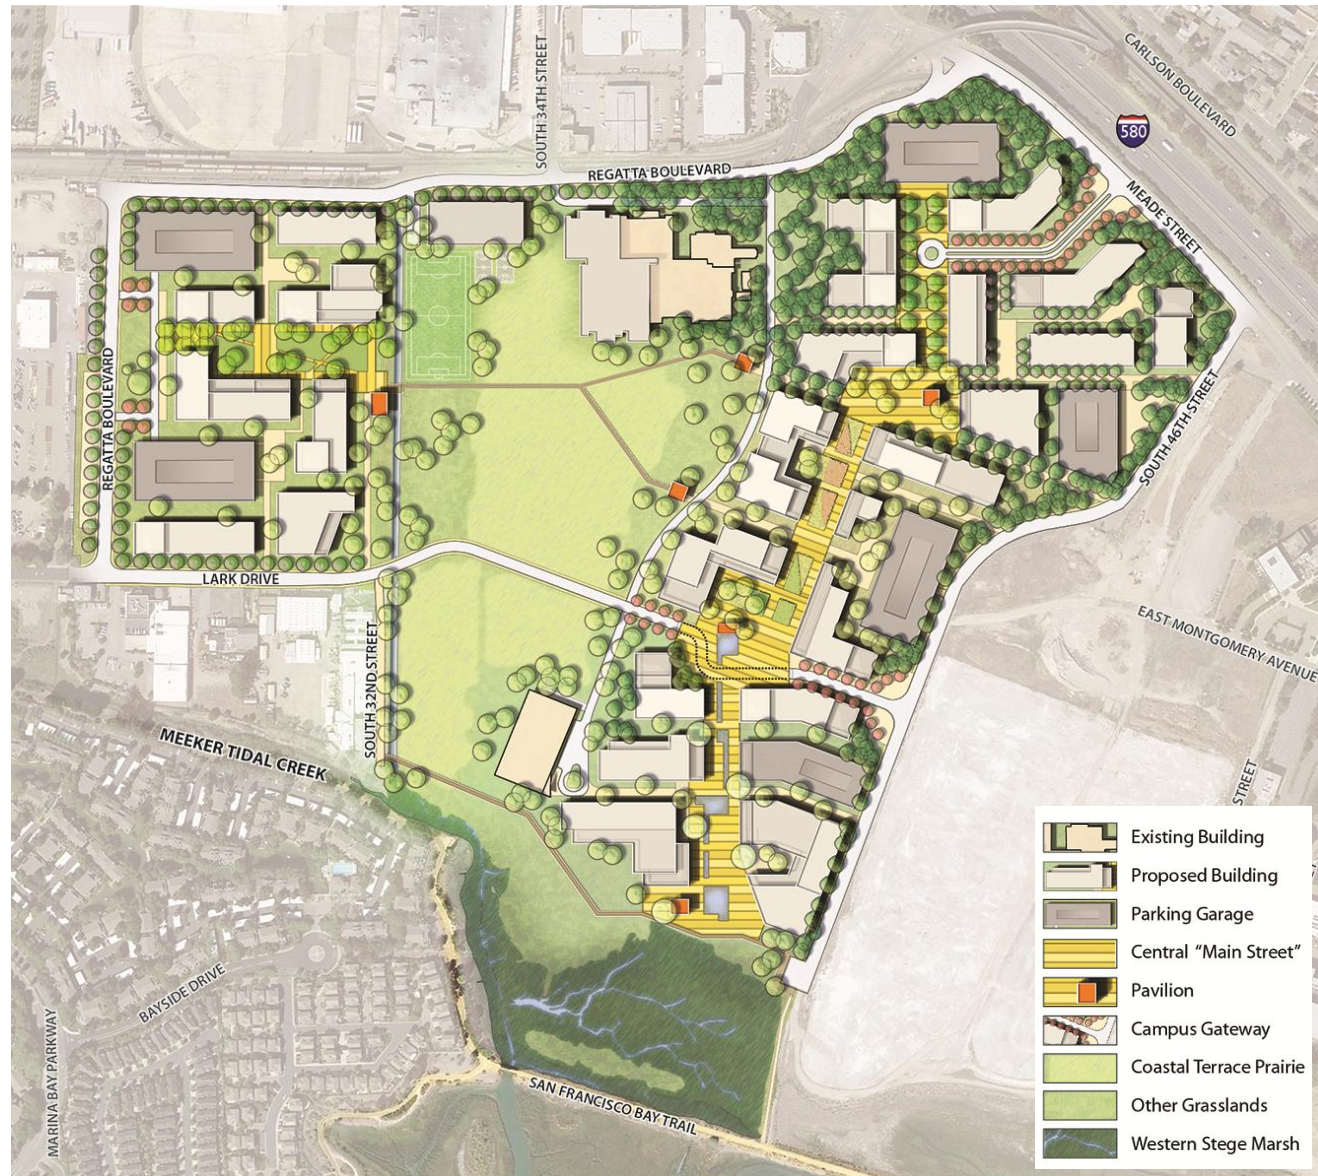 CARLSON BOULEVARD
SOUTH 34TH STREET
580
REGATTA BOULEVARD
MEADE STREET
REGATTA BOULEVARD
SOUTH 46TH STREET
LARK DRIVE
EAST MONTGOMERY AVENUE
SOUTH 32ND STREET
MEEKER TIDAL CREEK
STREET
BAYSIDE DRIVE
MARINA BAY PARKWAY
SAN FRANCISCO BAY TRAIL
Existing Building
Proposed Building
Parking Garage
Central “Main Street”
Pavilion
Campus Gateway
Coastal Terrace Prairie
Other Grasslands
Western Stege Marsh